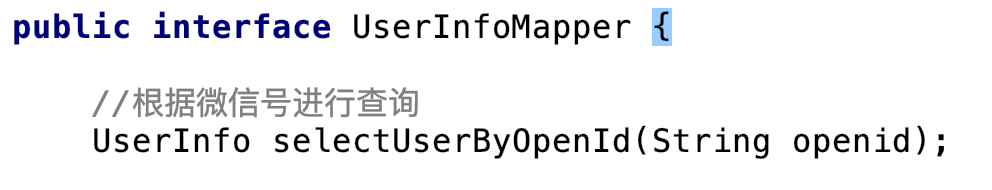 public interface UserInfoMapper {
//根据微信号进行查询
UserInfo selectUserByOpenId(String openid);